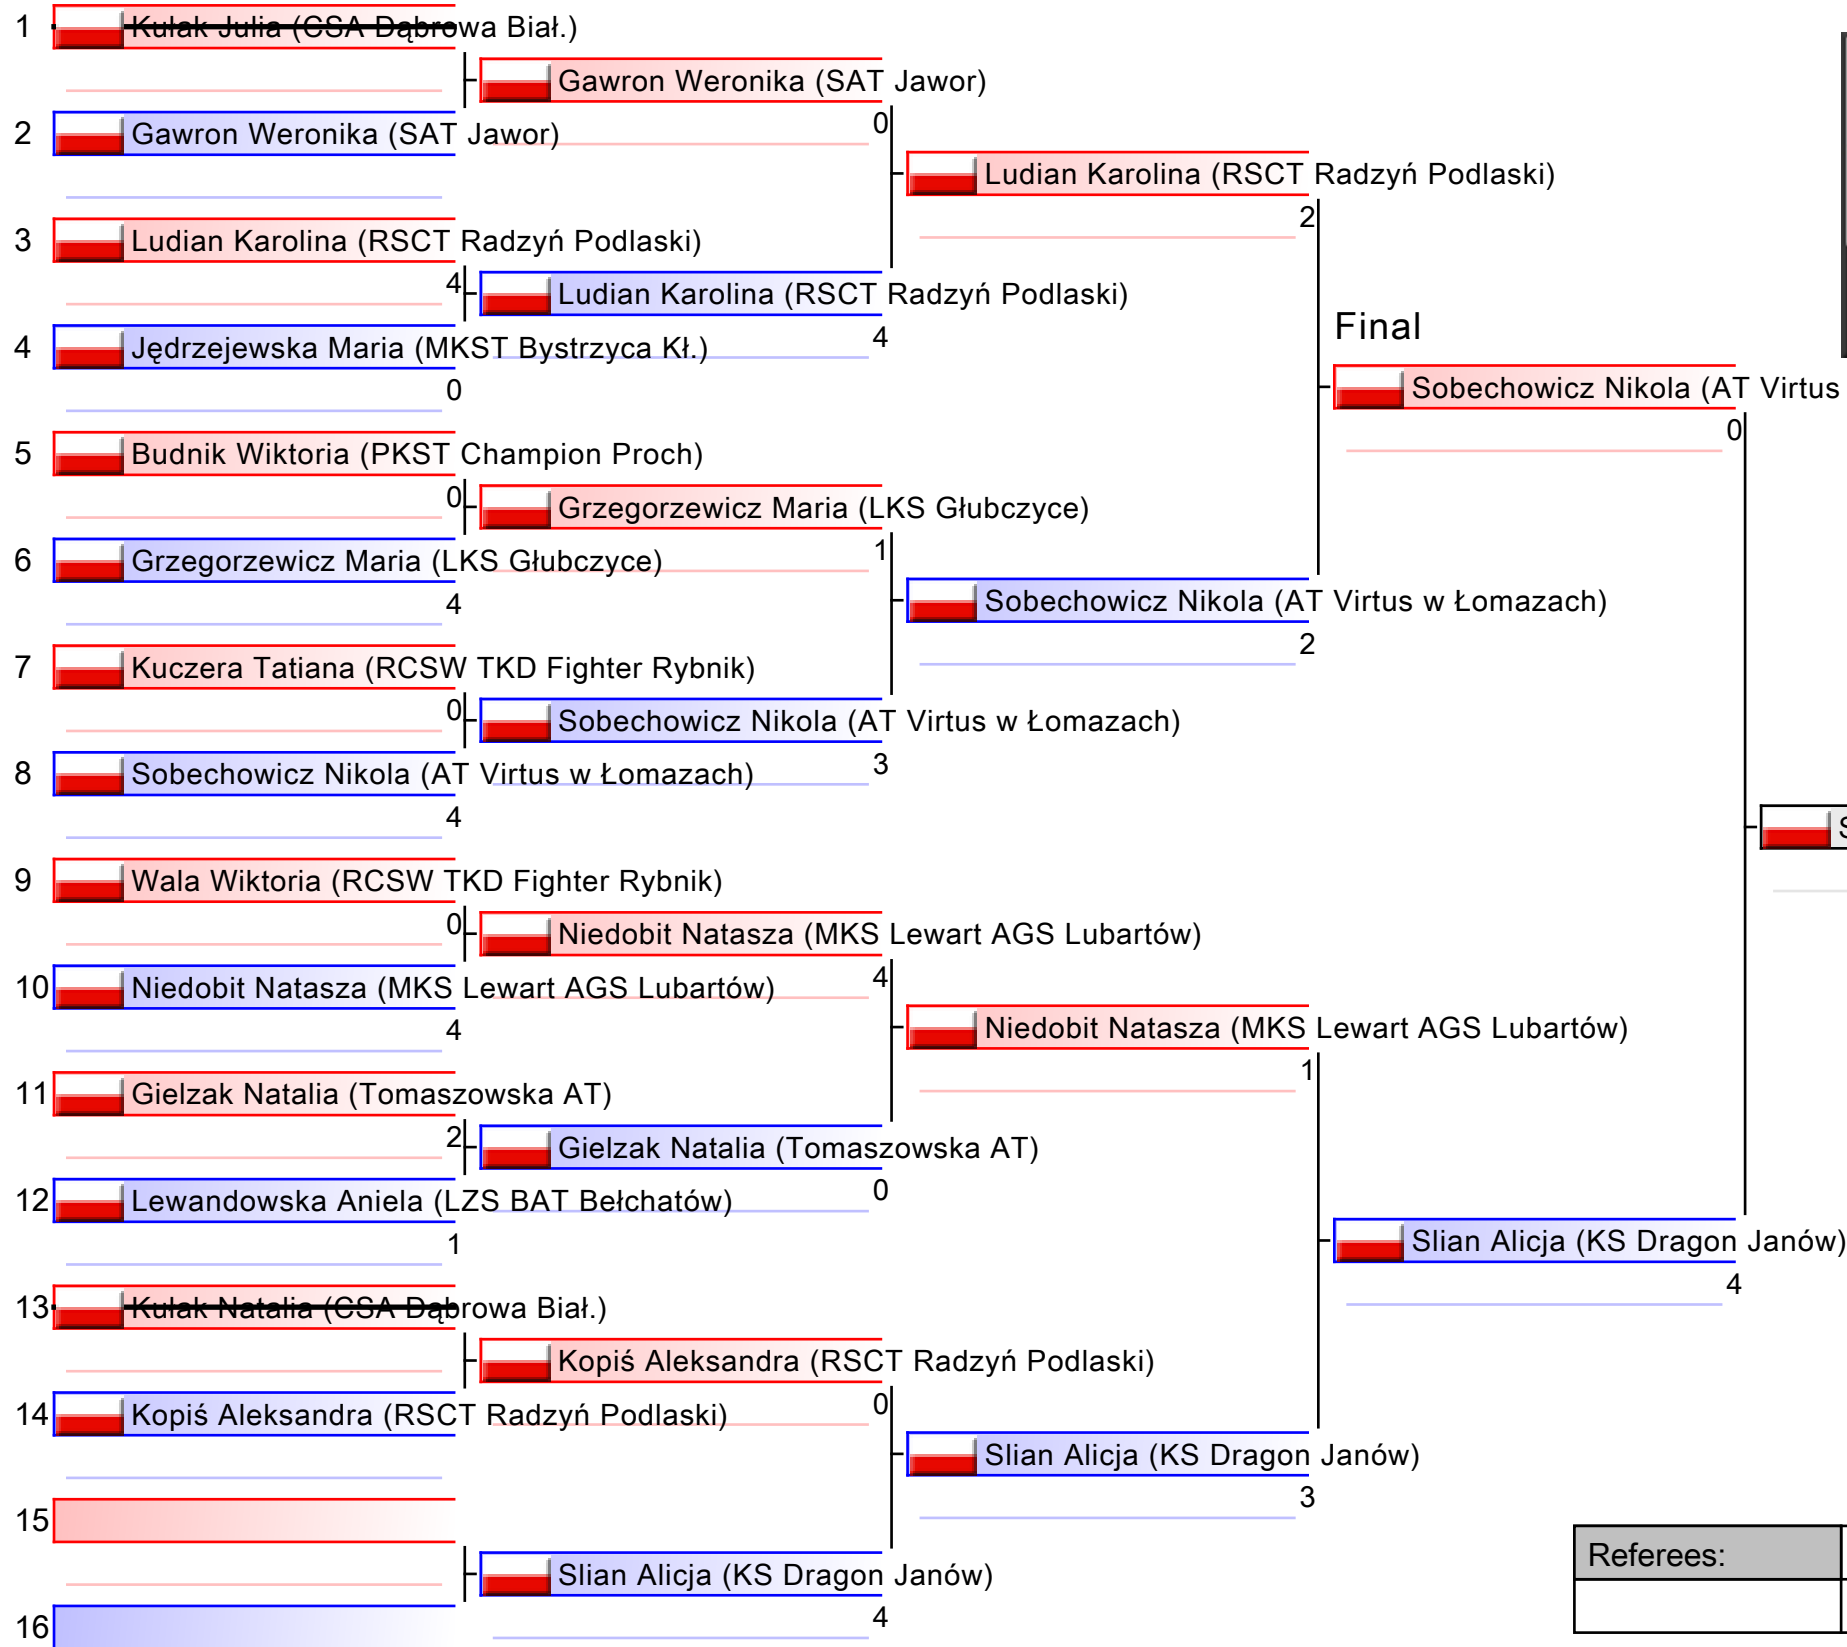 1 Kułak Julia (CSA Dąbrowa Biał.)
Gawron Weronika (SAT Jawor)
0
2 Gawron Weronika (SAT Jawor)
Ludian Karolina (RSCT Radzyń Podlaski)
2
3 Ludian Karolina (RSCT Radzyń Podlaski)
4
Ludian Karolina (RSCT Radzyń Podlaski)
4
4 Jędrzejewska Maria (MKST Bystrzyca Kł.)
0
Final
Sobechowicz Nikola (AT Virtus
0
5 Budnik Wiktoria (PKST Champion Proch)
0
Grzegorzewicz Maria (LKS Głubczyce)
1
6 Grzegorzewicz Maria (LKS Głubczyce)
4
Sobechowicz Nikola (AT Virtus w Łomazach)
2
7 Kuczera Tatiana (RCSW TKD Fighter Rybnik)
0
Sobechowicz Nikola (AT Virtus w Łomazach)
3
8 Sobechowicz Nikola (AT Virtus w Łomazach)
4
S
9 Wala Wiktoria (RCSW TKD Fighter Rybnik)
0
Niedobit Natasza (MKS Lewart AGS Lubartów)
4
10 Niedobit Natasza (MKS Lewart AGS Lubartów)
4
Niedobit Natasza (MKS Lewart AGS Lubartów)
1
11 Gielzak Natalia (Tomaszowska AT)
2
Gielzak Natalia (Tomaszowska AT)
0
12 Lewandowska Aniela (LZS BAT Bełchatów)
1
Slian Alicja (KS Dragon Janów)
4
13 Kułak Natalia (CSA Dąbrowa Biał.)
Kopiś Aleksandra (RSCT Radzyń Podlaski)
0
14 Kopiś Aleksandra (RSCT Radzyń Podlaski)
Slian Alicja (KS Dragon Janów)
3
15
Slian Alicja (KS Dragon Janów)
4
16
Referees: